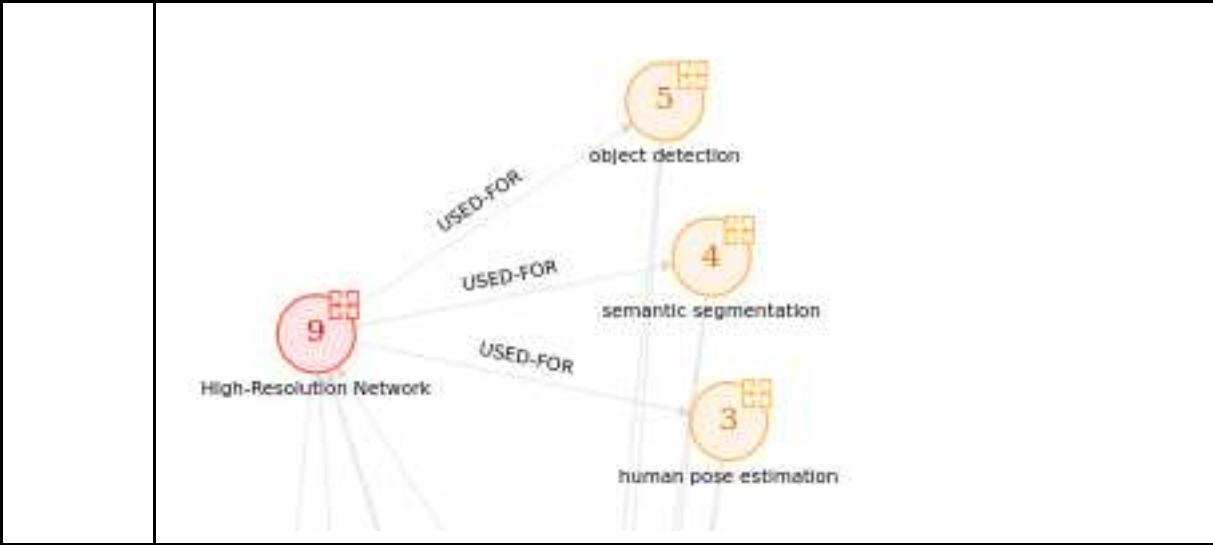 5
object detection
USED-FOR
4
USED-FOR
semantic segmentation
9
USED-FOR
High-Resolution Network
3
human pose estimation